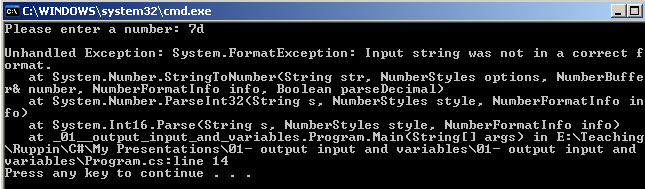 C:\WINDOWS\system32\cmd.exe
Please enter a number: 7d
Unhandled Exception: System.FormatException: Input string was not in a correct f
ormat.
   at System.Number.StringToNumber(String str, NumberStyles options, NumberBuffe
r& number, NumberFormatInfo info, Boolean parseDecimal)
   at System.Number.ParseInt32(String s, NumberStyles style, NumberFormatInfo in
fo)
   at System.Int16.Parse(String s, NumberStyles style, NumberFormatInfo info)
   at _01__output_input_and_variables.Program.Main(String[] args) in E:\Teaching
\Ruppin\C#\My Presentations\01- output input and variables\01- output input and
variables\Program.cs:line 14
Press any key to continue . . .